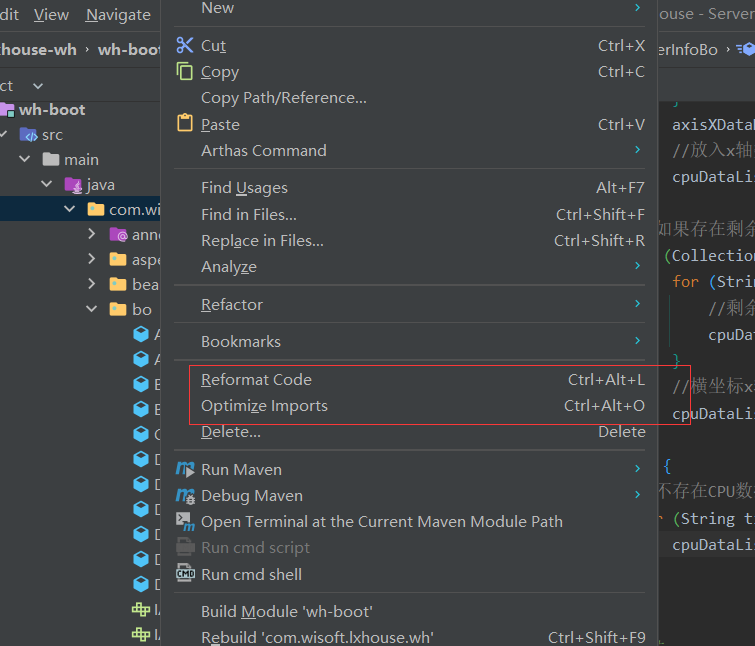 dit View Navigate
ouse - Server
xhouse-wh › wh-boot
erInfoBo
ct
wh-boot
src
main
java
com.wi
anno
aspe
bea
bo
New
Cut Ctrl+X
Copy Ctrl+C
Copy Path/Reference...
Paste Ctrl+V
Arthas Command
Find Usages Alt+F7
Find in Files... Ctrl+Shift+F
Replace in Files... Ctrl+Shift+R
Analyze
Refactor
Bookmarks
Reformat Code Ctrl+Alt+L
Optimize Imports Ctrl+Alt+O
Delete... Delete
Run Maven
Debug Maven
Open Terminal at the Current Maven Module Path
Run cmd script
Run cmd shell
Build Module 'wh-boot'
Rebuild 'com.wisoft.lxhouse.wh' Ctrl+Shift+F9
}
axisXData
//放入x轴
cpuDataLis
如果存在剩余
(Collection
for (Strin
//剩余
cpuDat
}
//横坐标x
cpuDataLis
{
不存在CPU数
(String t
cpuDataLis